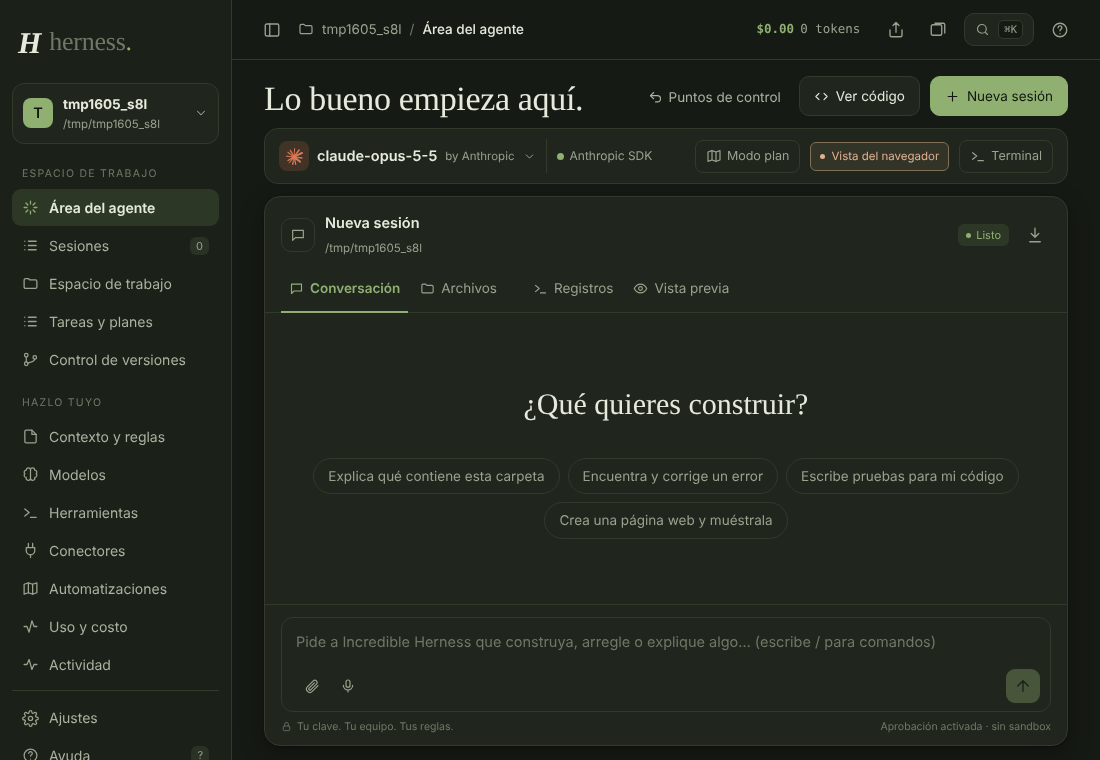 H herness.
tmp1605_s8l / Área del agente
$0.00 0 tokens
⌘K
T
tmp1605_s8l
/tmp/tmp1605_s8l
ESPACIO DE TRABAJO
Área del agente
Sesiones 0
Espacio de trabajo
Tareas y planes
Control de versiones
HAZLO TUYO
Contexto y reglas
Modelos
Herramientas
Conectores
Automatizaciones
Uso y costo
Actividad
Ajustes
Ayuda ?
Lo bueno empieza aquí.
Puntos de control
Ver código
Nueva sesión
claude-opus-5-5 by Anthropic
Anthropic SDK
Modo plan
Vista del navegador
Terminal
Nueva sesión
/tmp/tmp1605_s8l
Listo
Conversación Archivos Registros Vista previa
¿Qué quieres construir?
Explica qué contiene esta carpeta
Encuentra y corrige un error
Escribe pruebas para mi código
Crea una página web y muéstrala
Pide a Incredible Herness que construya, arregle o explique algo... (escribe / para comandos)
Tu clave. Tu equipo. Tus reglas.
Aprobación activada · sin sandbox